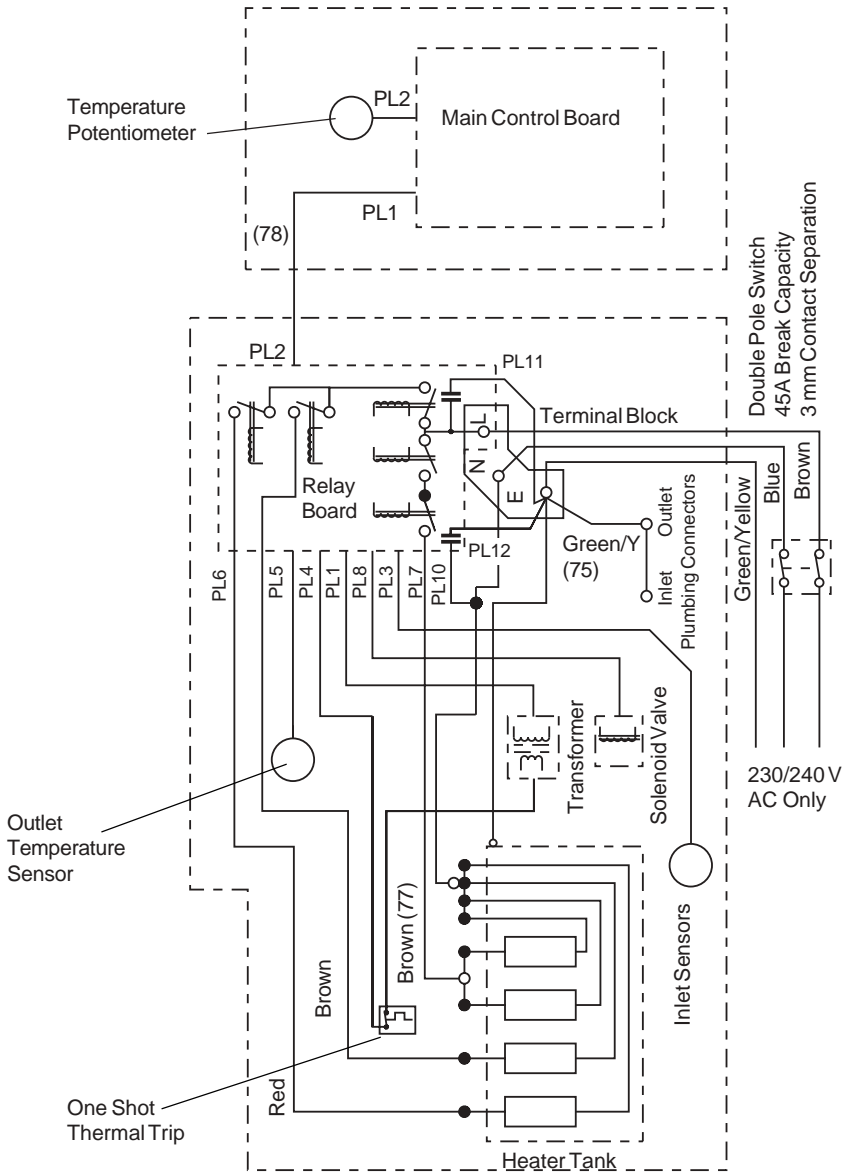 Temperature
Potentiometer
PL2
Main Control Board
PL1
(78)
Double Pole Switch
45A Break Capacity
3 mm Contact Separation
PL2
PL11
Terminal Block
L
N
E
Relay
Board
PL12
Green/Y
(75)
Outlet
Inlet
Plumbing Connectors
Green/Yellow
Blue
Brown
PL6
PL5
PL4
PL1
PL8
PL3
PL7
PL10
Transformer
Solenoid Valve
230/240 V
AC Only
Outlet
Temperature
Sensor
Brown (77)
Brown
Inlet Sensors
Red
One Shot
Thermal Trip
Heater Tank